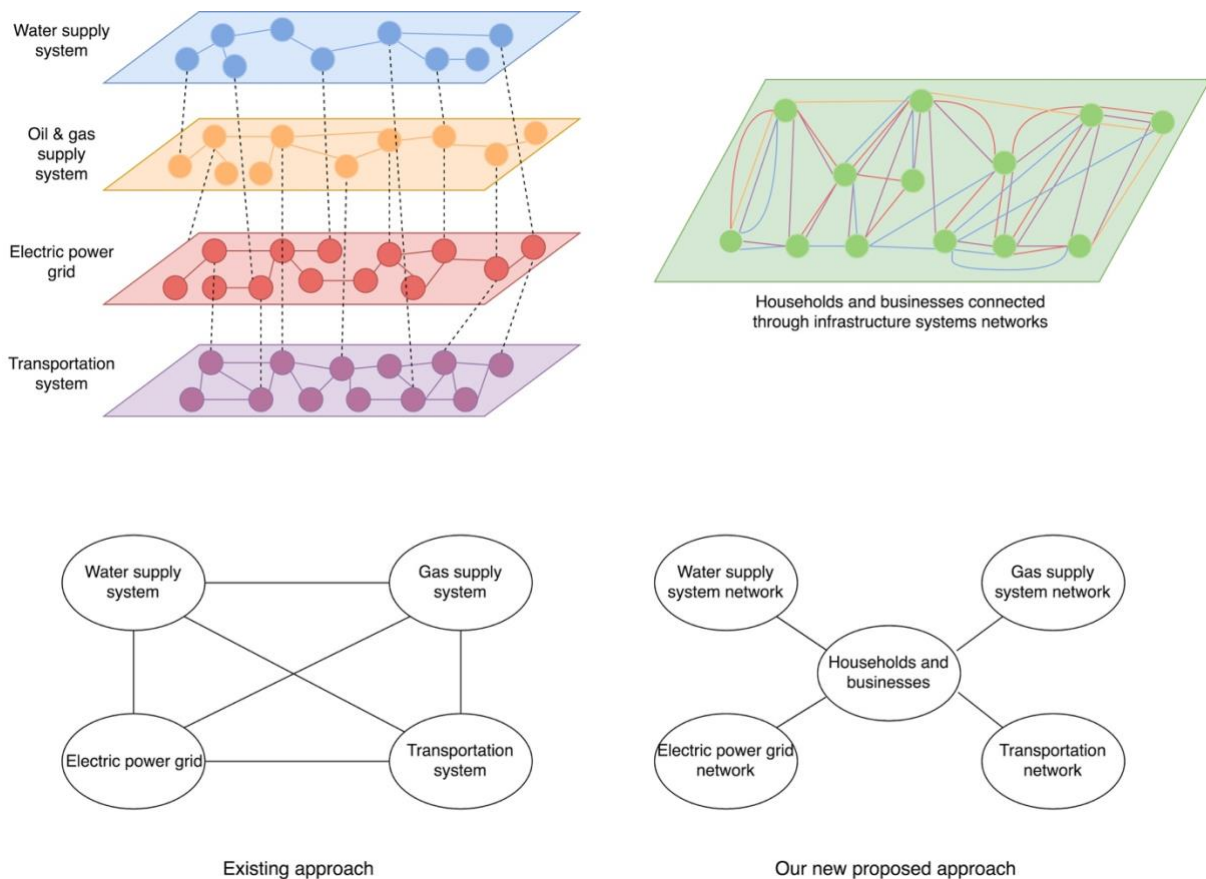 Water supply
system
Oil & gas
supply
system
Electric power
grid
Transportation
system
Households and businesses connected
through infrastructure systems networks
Water supply
system
Gas supply
system
Electric power grid
Transportation
system
Existing approach
Water supply
system network
Gas supply
system network
Households and
businesses
Electric power grid
network
Transportation
network
Our new proposed approach